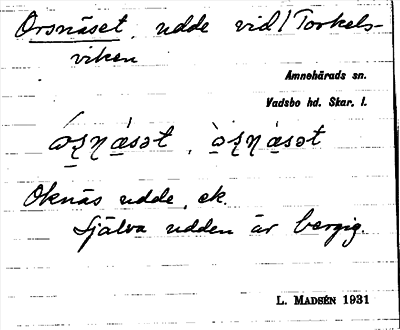 Orsnäset, udde vid Torkels-
viken
Amnehärads sn.
Vadsbo hd. Skar. l.
Oknäs udde, ek.
Själva udden är bergig.
L. MADSÉN 1931